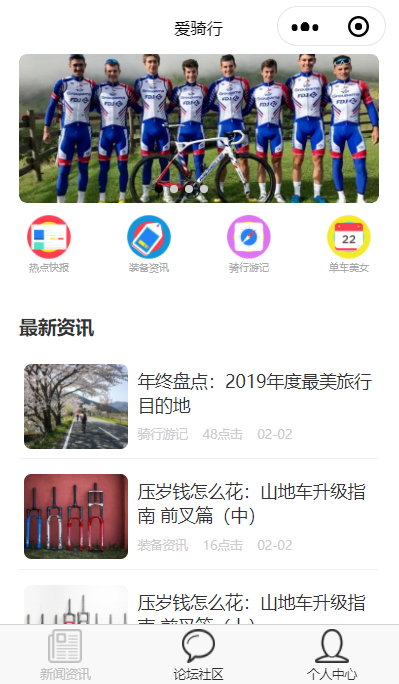 爱骑行
热点快报
装备资讯
骑行游记
22
单车美女
最新资讯
年终盘点：2019年度最美旅行
目的地
骑行游记 48点击 02-02
压岁钱怎么花：山地车升级指
南 前叉篇（中）
装备资讯 16点击 02-02
压岁钱怎么花：山地车升级指
新闻资讯
论坛社区
个人中心